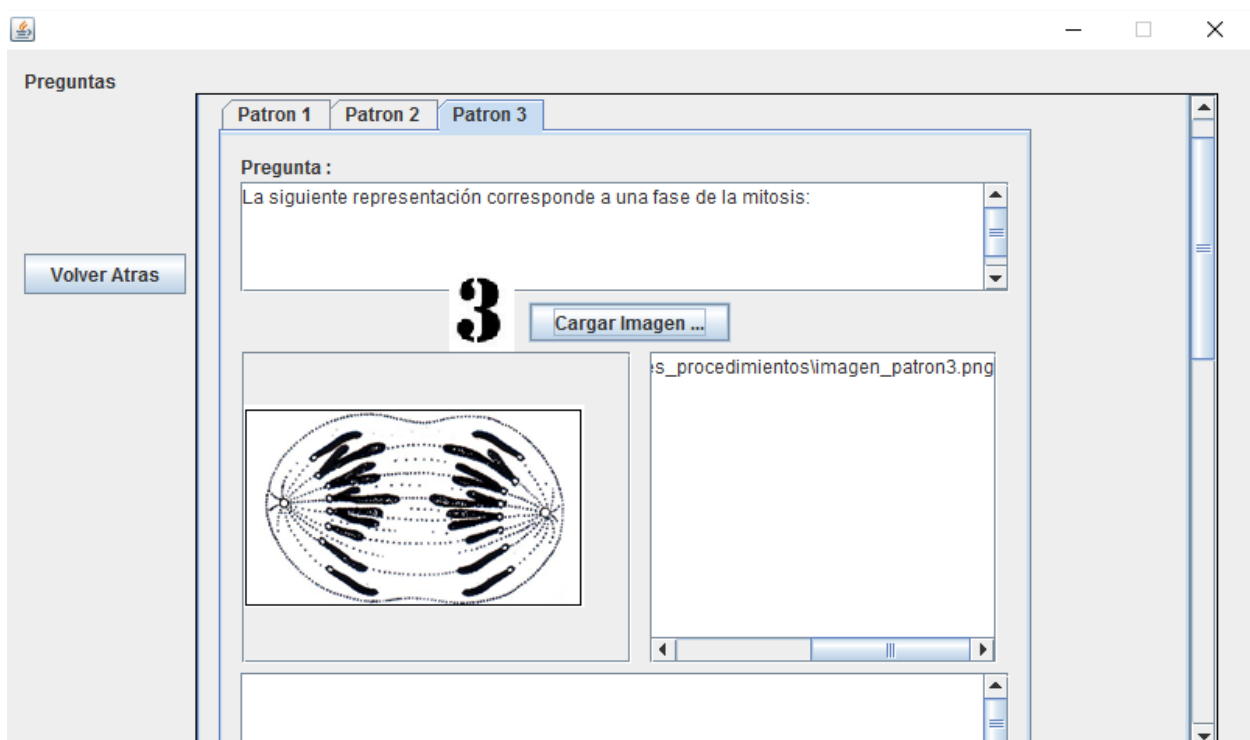 Preguntas
Patron 1 Patron 2 Patron 3
Pregunta :
La siguiente representación corresponde a una fase de la mitosis:
Volver Atras
3
Cargar Imagen ...
s_procedimientos\imagen_patron3.png